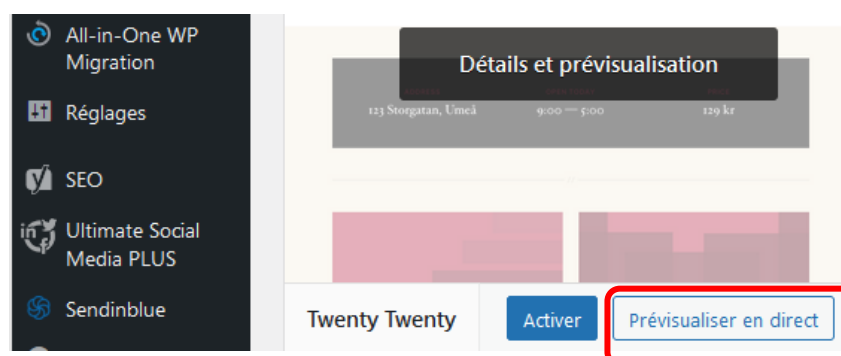 All-in-One WP
Migration
Réglages
SEO
Ultimate Social
Media PLUS
Sendinblue
Détails et prévisualisation
123 Storgatan, Umeå 9:00 — 5:00 129 kr
Twenty Twenty
Activer
Prévisualiser en direct